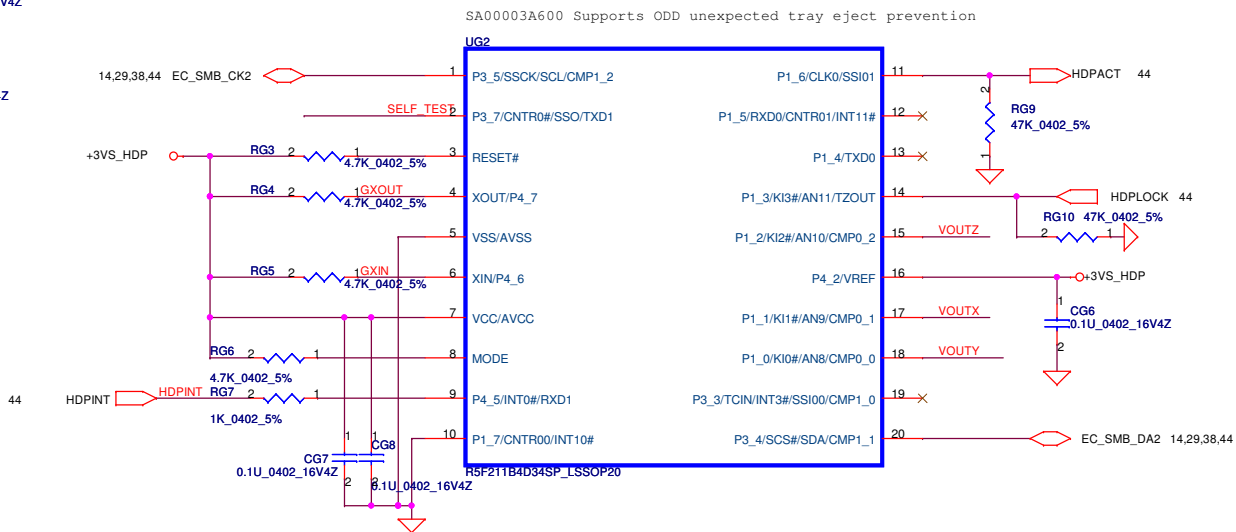 V4Z
SA00003A600 Supports ODD unexpected tray eject prevention
UG2
14,29,38,44 EC_SMB_CK2 1 P3_5/SSCK/SCL/CMP1_2 P1_6/CLK0/SSI01 11 HDPACT 44
Z
SELF_TEST 2 P3_7/CNTR0#/SSO/TXD1 P1_5/RXD0/CNTR01/INT11# 12 2 RG9
47K_0402_5%
+3VS_HDP RG3 2 1 4.7K_0402_5% 3 RESET# P1_4/TXD0 13 1
RG4 2 1 GXOUT 4.7K_0402_5% 4 XOUT/P4_7 P1_3/KI3#/AN11/TZOUT 14 HDPLOCK 44
RG10 47K_0402_5%
5 VSS/AVSS P1_2/KI2#/AN10/CMP0_2 15 VOUTZ 2 1
RG5 2 1 GXIN 4.7K_0402_5% 6 XIN/P4_6 P4_2/VREF 16 +3VS_HDP
7 VCC/AVCC P1_1/KI1#/AN9/CMP0_1 17 VOUTX 1 CG6
0.1U_0402_16V4Z
RG6 2 1 8 MODE P1_0/KI0#/AN8/CMP0_0 18 VOUTY 2
4.7K_0402_5%
44 HDPINT HDPINT RG7 2 1 9 P4_5/INT0#/RXD1 P3_3/TCIN/INT3#/SSI00/CMP1_0 19
1K_0402_5%
10 P1_7/CNTR00/INT10# P3_4/SCS#/SDA/CMP1_1 20 EC_SMB_DA2 14,29,38,44
1 1 CG8
CG7
0.1U_0402_16V4Z R5F211B4D34SP_LSSOP20
2 2 0.1U_0402_16V4Z